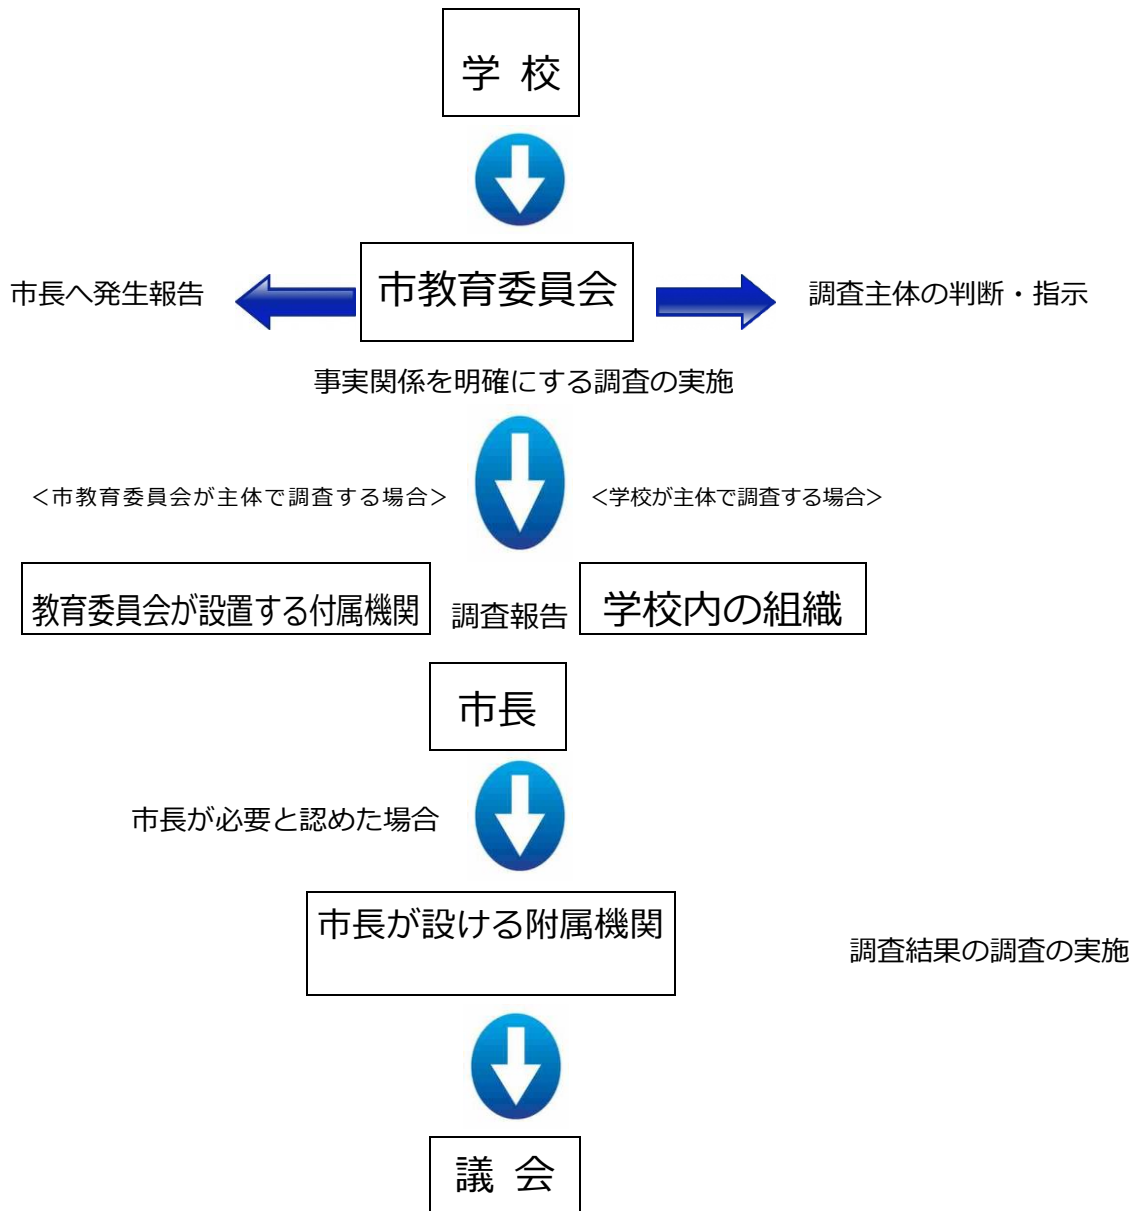 学 校
市長へ発生報告
市教育委員会
調査主体の判断・指示
事実関係を明確にする調査の実施
<市教育委員会が主体で調査する場合>
<学校が主体で調査する場合>
教育委員会が設置する付属機関
調査報告
学校内の組織
市長
市長が必要と認めた場合
市長が設ける附属機関
調査結果の調査の実施
議 会